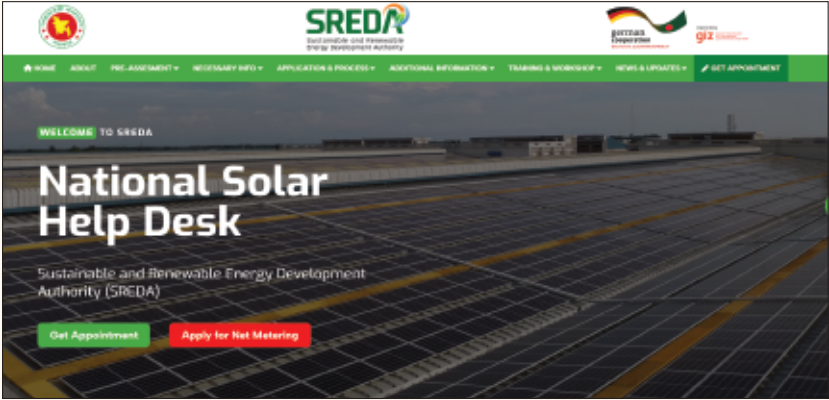 SREDA
Sustainable and Renewable
Energy Development Authority
german
cooperation
giz
HOME ABOUT PRE-ASSESMENT NECESSARY INFO APPLICATION & PROCESS ADDITIONAL INFORMATION TRAINING & WORKSHOP NEWS & UPDATES GET APPOINTMENT
WELCOME TO SREDA
National Solar
Help Desk
Sustainable and Renewable Energy Development
Authority (SREDA)
Get Appointment Apply for Net Metering